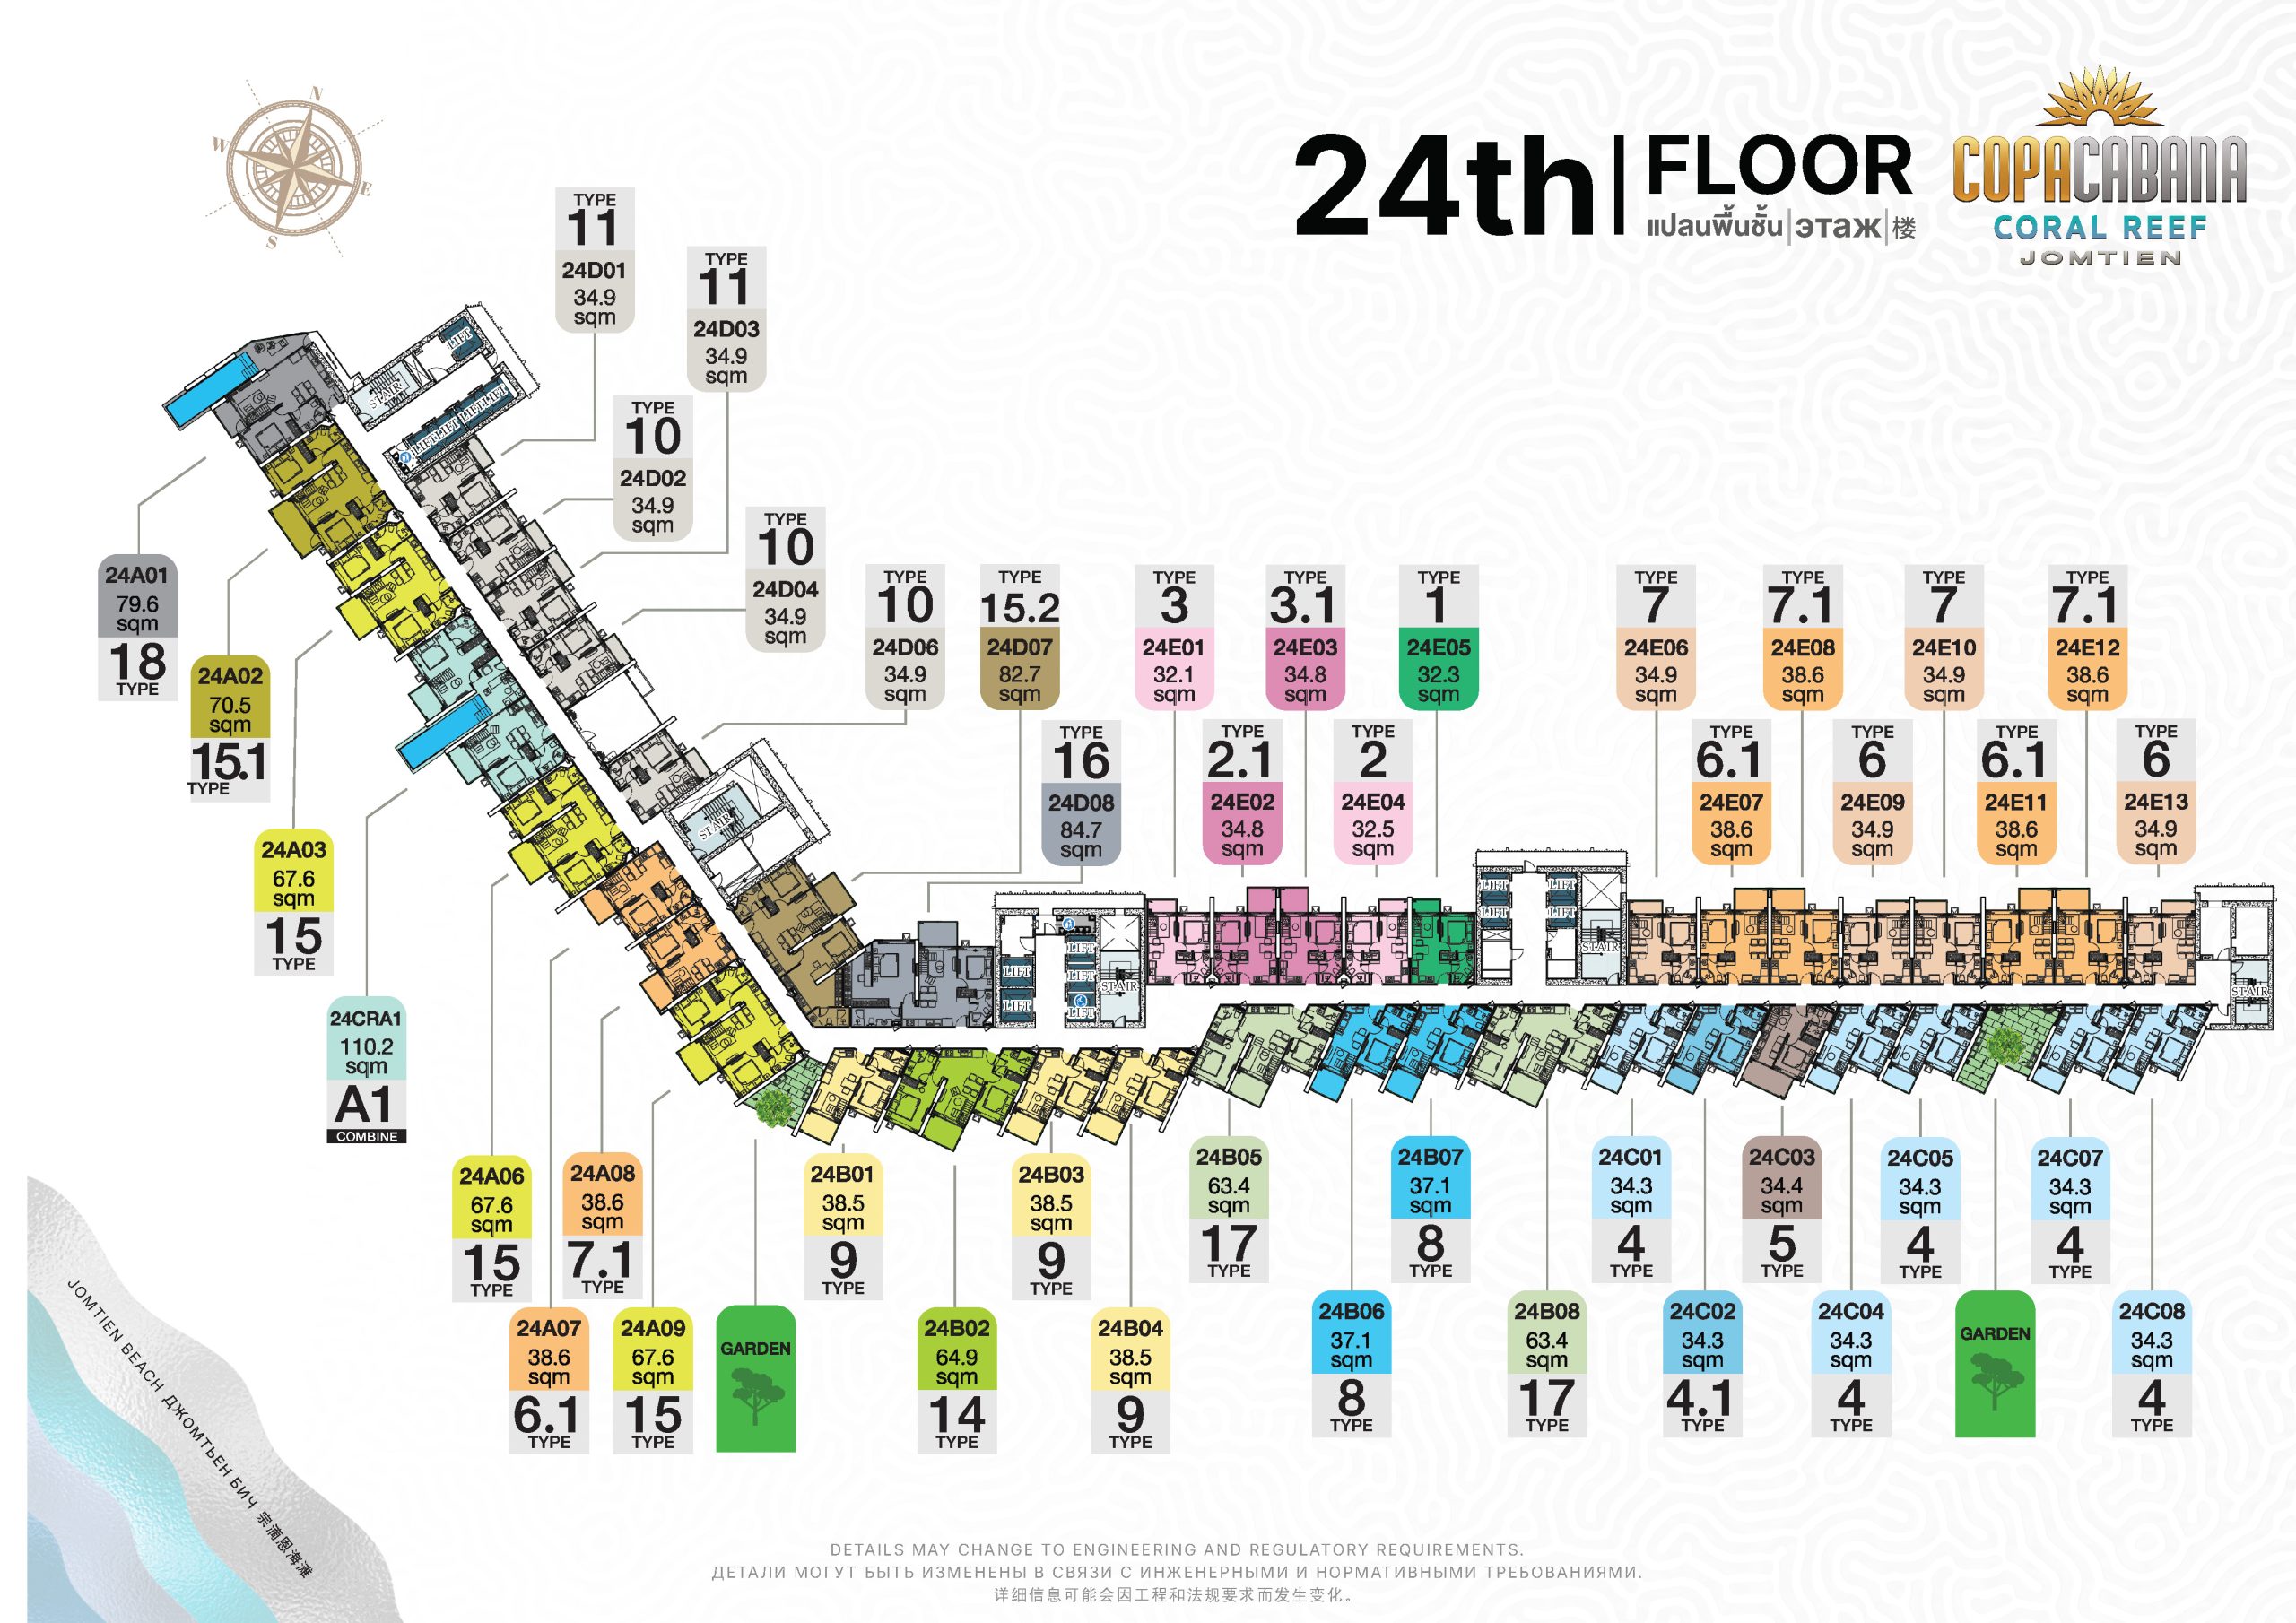 24th
FLOOR
แปลนพื้นชั้น|этаж|楼
COPACABANA
CORAL REEF
JOMTIEN
N
W
E
S
TYPE
11
24D01
34.9
sqm
TYPE
11
24D03
34.9
sqm
TYPE
10
24D02
34.9
sqm
TYPE
10
24D04
34.9
sqm
TYPE
10
24D06
34.9
sqm
TYPE
15.2
24D07
82.7
sqm
TYPE
16
24D08
84.7
sqm
TYPE
3
24E01
32.1
sqm
TYPE
2.1
24E02
34.8
sqm
TYPE
3.1
24E03
34.8
sqm
TYPE
2
24E04
32.5
sqm
TYPE
1
24E05
32.3
sqm
TYPE
7
24E06
34.9
sqm
TYPE
6.1
24E07
38.6
sqm
TYPE
7.1
24E08
38.6
sqm
TYPE
6
24E09
34.9
sqm
TYPE
7
24E10
34.9
sqm
TYPE
6.1
24E11
38.6
sqm
TYPE
7.1
24E12
38.6
sqm
TYPE
6
24E13
34.9
sqm
LIFT
STAIR
LIFT
LIFT
LIFT
LIFT
STAIR
LIFT
LIFT
LIFT
LIFT
LIFT
STAIR
LIFT
LIFT
LIFT
LIFT
STAIR
STAIR
24A01
79.6
sqm
18
TYPE
24A02
70.5
sqm
15.1
TYPE
24A03
67.6
sqm
15
TYPE
24CRA1
110.2
sqm
A1
COMBINE
24A06
67.6
sqm
15
TYPE
24A07
38.6
sqm
6.1
TYPE
24A08
38.6
sqm
7.1
TYPE
24A09
67.6
sqm
15
TYPE
GARDEN
24B01
38.5
sqm
9
TYPE
24B02
64.9
sqm
14
TYPE
24B03
38.5
sqm
9
TYPE
24B04
38.5
sqm
9
TYPE
24B05
63.4
sqm
17
TYPE
24B06
37.1
sqm
8
TYPE
24B07
37.1
sqm
8
TYPE
24B08
63.4
sqm
17
TYPE
24C01
34.3
sqm
4
TYPE
24C02
34.3
sqm
4.1
TYPE
24C03
34.4
sqm
5
TYPE
24C04
34.3
sqm
4
TYPE
24C05
34.3
sqm
4
TYPE
GARDEN
24C07
34.3
sqm
4
TYPE
24C08
34.3
sqm
4
TYPE
JOMTIEN BEACH ДЖОМТЬЕН БИЧ 宗滴恩海滩
DETAILS MAY CHANGE TO ENGINEERING AND REGULATORY REQUIREMENTS.
ДЕТАЛИ МОГУТ БЫТЬ ИЗМЕНЕНЫ В СВЯЗИ С ИНЖЕНЕРНЫМИ И НОРМАТИВНЫМИ ТРЕБОВАНИЯМИ.
详细信息可能会因工程和法规要求而发生变化。